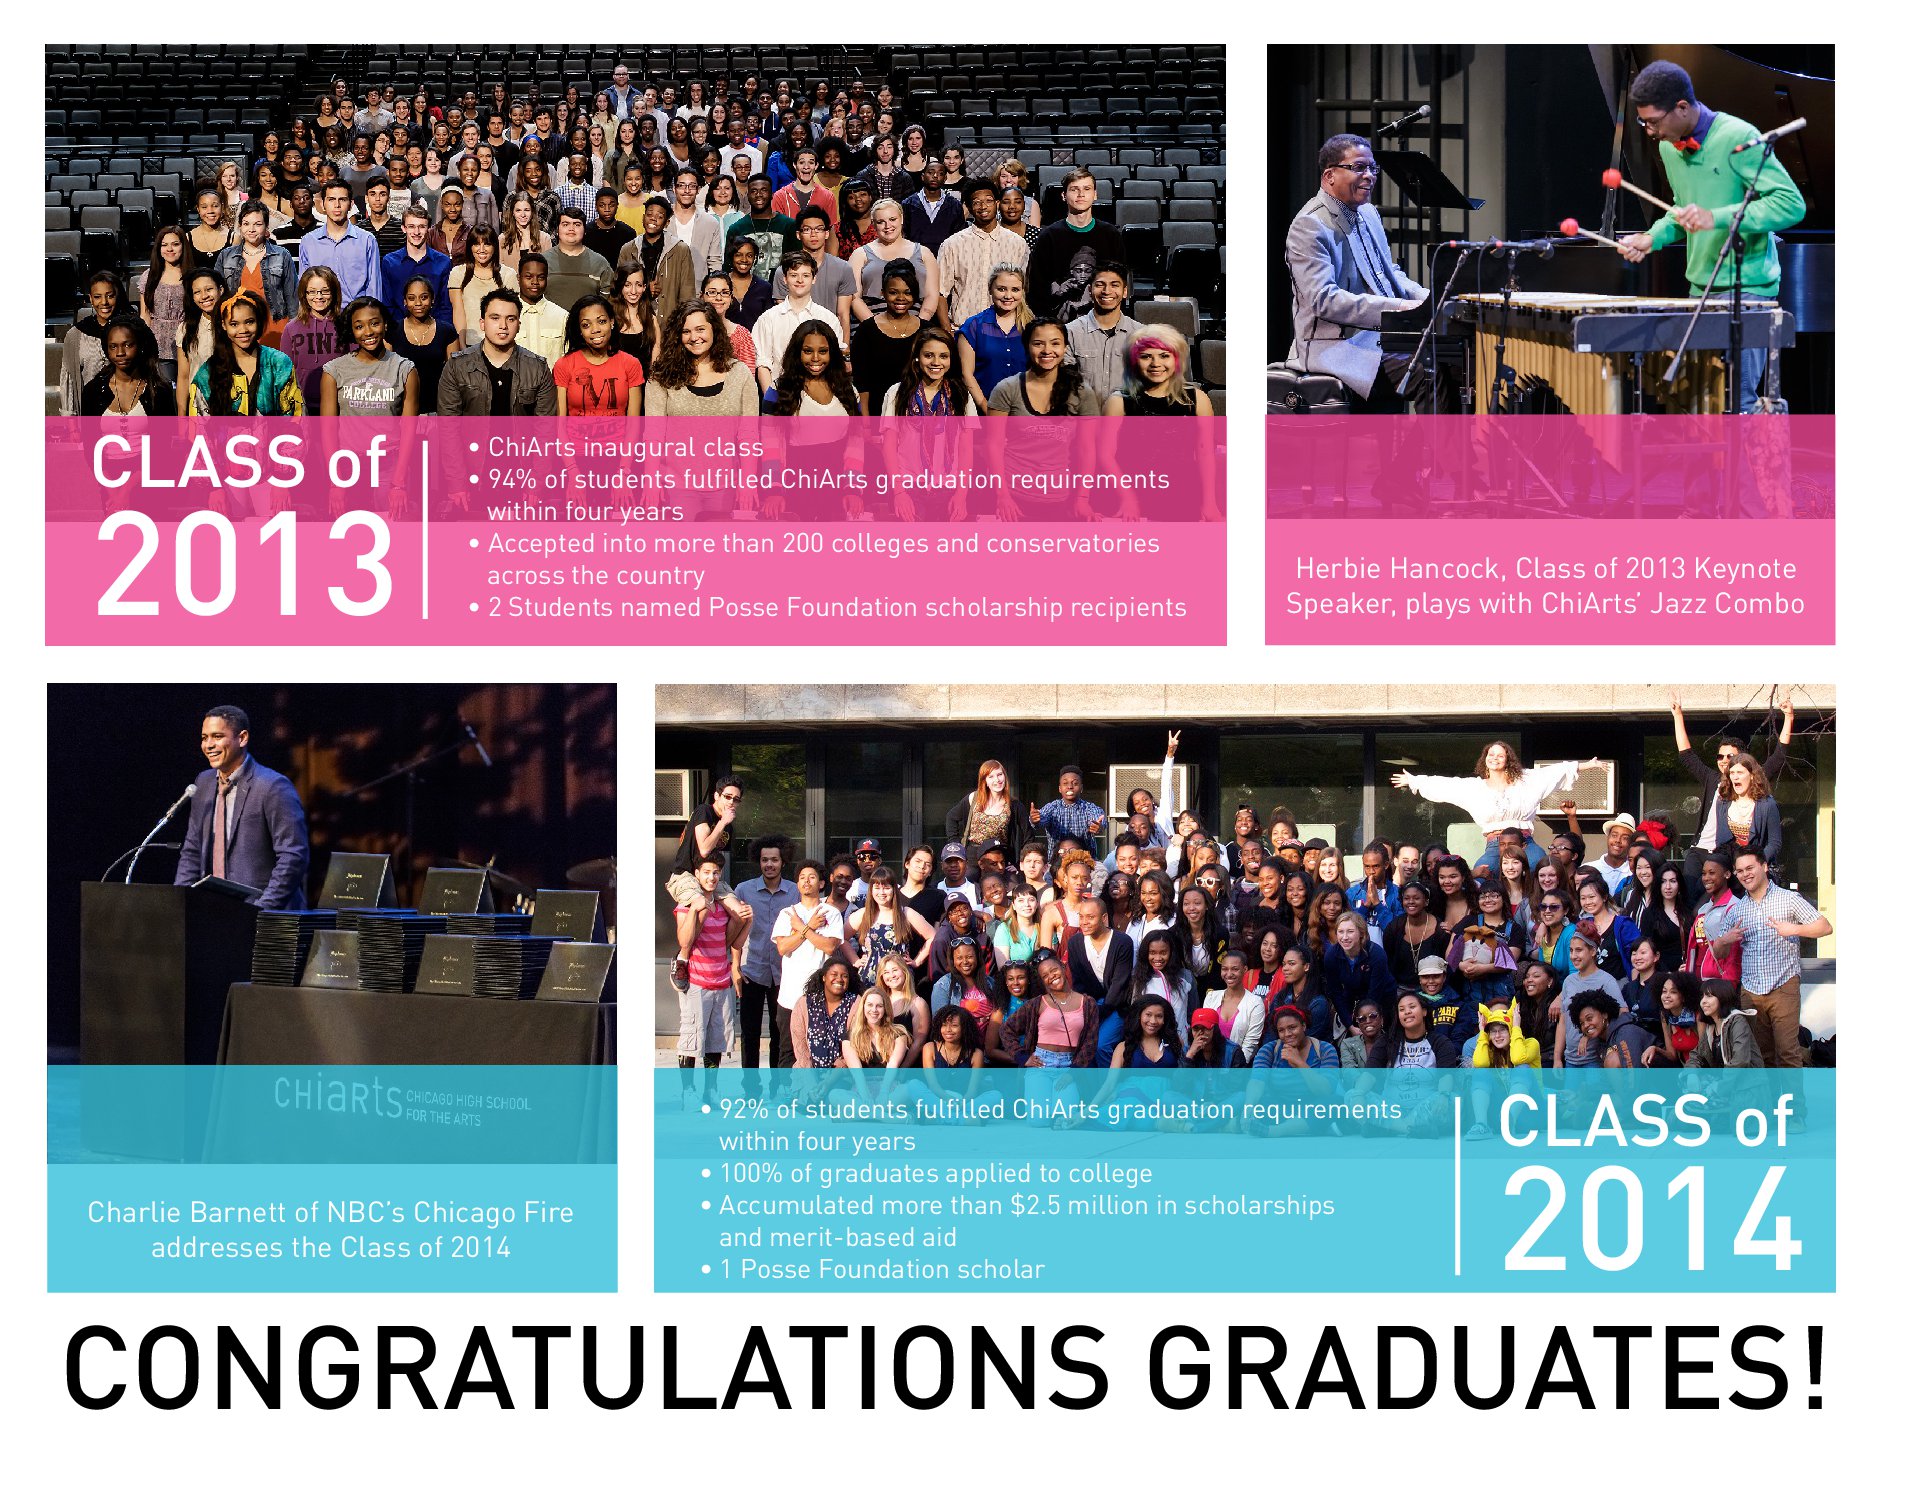 CLASS of
2013
• ChiArts inaugural class
• 94% of students fulfilled ChiArts graduation requirements
within four years
• Accepted into more than 200 colleges and conservatories
across the country
• 2 Students named Posse Foundation scholarship recipients
PINK
PARKLAND
COLLEGE
M
Herbie Hancock, Class of 2013 Keynote
Speaker, plays with ChiArts’ Jazz Combo
CHiaRts CHICAGO HIGH SCHOOL
FOR THE ARTS
Charlie Barnett of NBC’s Chicago Fire
addresses the Class of 2014
• 92% of students fulfilled ChiArts graduation requirements
within four years
• 100% of graduates applied to college
• Accumulated more than $2.5 million in scholarships
and merit-based aid
• 1 Posse Foundation scholar
CLASS of
2014
CONGRATULATIONS GRADUATES!